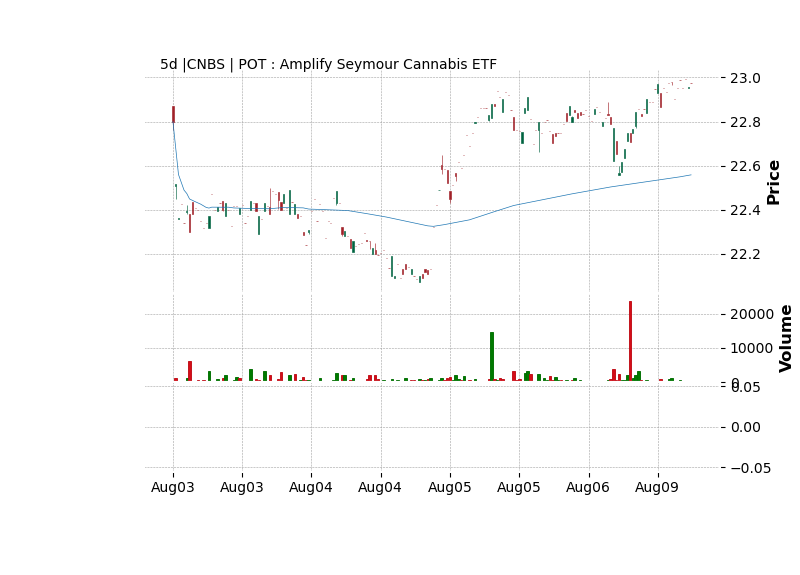 5d |CNBS | POT : Amplify Seymour Cannabis ETF
23.0
22.8
22.6
22.4
22.2
Price
20000
10000
0
Volume
0.05
0.00
−0.05
Aug03 Aug03 Aug04 Aug04 Aug05 Aug05 Aug06 Aug09